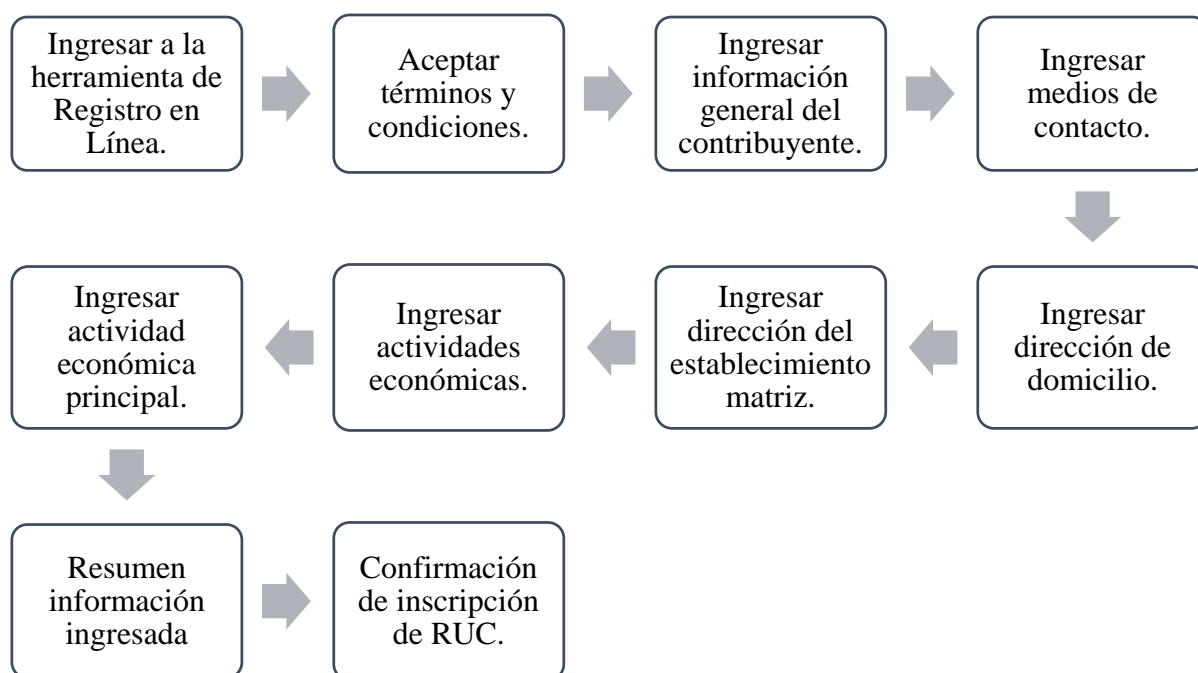 Ingresar a la
herramienta de
Registro en
Línea.
Aceptar
términos y
condiciones.
Ingresar
información
general del
contribuyente.
Ingresar
medios de
contacto.
Ingresar
dirección de
domicilio.
Ingresar
dirección del
establecimiento
matriz.
Ingresar
actividades
económicas.
Ingresar
actividad
económica
principal.
Resumen
información
ingresada
Confirmación
de inscripción
de RUC.